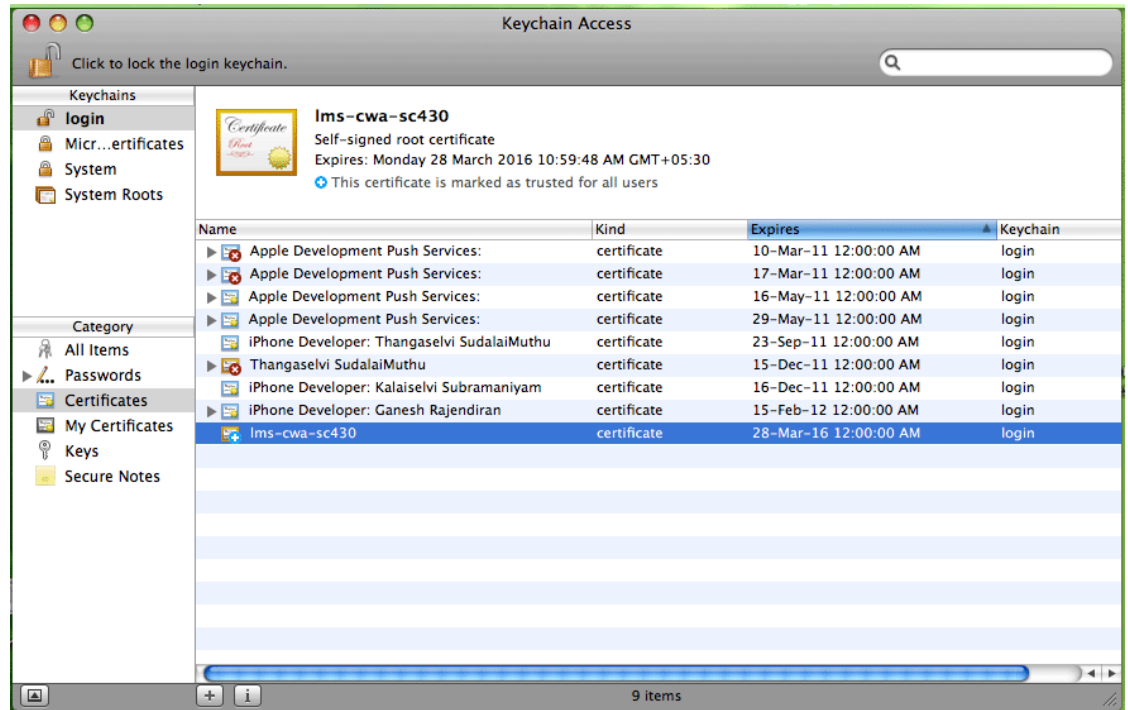 Keychain Access
Click to lock the login keychain.
Keychains
login
Micr...ertificates
System
System Roots
Category
All Items
Passwords
Certificates
My Certificates
Keys
Secure Notes
Certificate
Root
lms-cwa-sc430
Self-signed root certificate
Expires: Monday 28 March 2016 10:59:48 AM GMT+05:30
This certificate is marked as trusted for all users
Name Kind Expires Keychain
Apple Development Push Services: certificate 10-Mar-11 12:00:00 AM login
Apple Development Push Services: certificate 17-Mar-11 12:00:00 AM login
Apple Development Push Services: certificate 16-May-11 12:00:00 AM login
Apple Development Push Services: certificate 29-May-11 12:00:00 AM login
iPhone Developer: Thangaselvi SudalaiMuthu certificate 23-Sep-11 12:00:00 AM login
Thangaselvi SudalaiMuthu certificate 15-Dec-11 12:00:00 AM login
iPhone Developer: Kalaiselvi Subramaniyam certificate 16-Dec-11 12:00:00 AM login
iPhone Developer: Ganesh Rajendiran certificate 15-Feb-12 12:00:00 AM login
lms-cwa-sc430 certificate 28-Mar-16 12:00:00 AM login
9 items